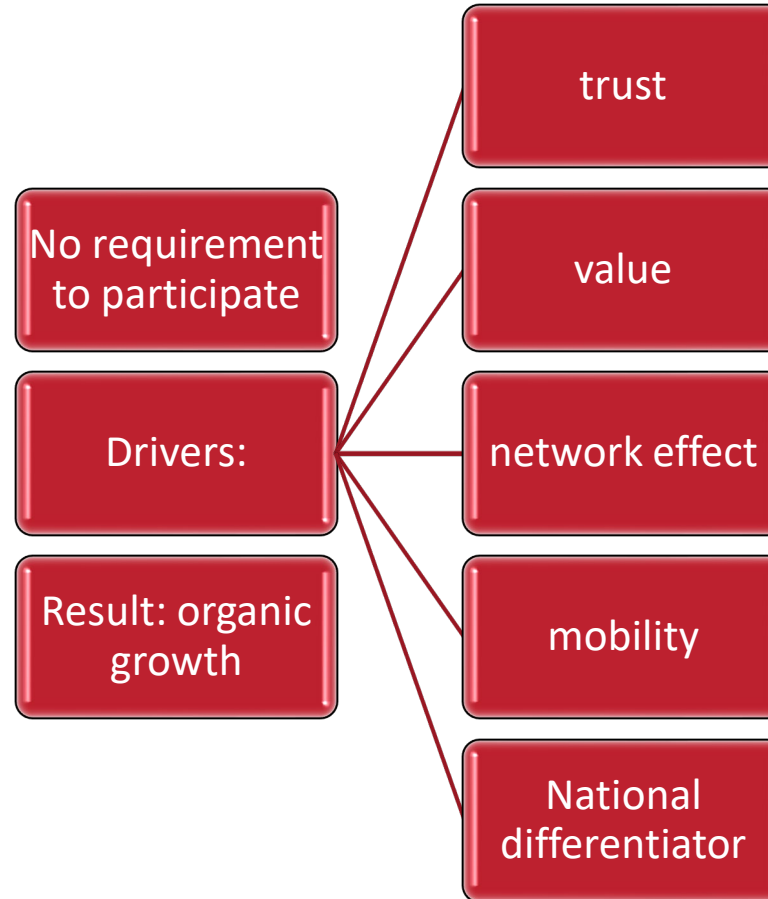 No requirement
to participate
Drivers:
Result: organic
growth
trust
value
network effect
mobility
National
differentiator